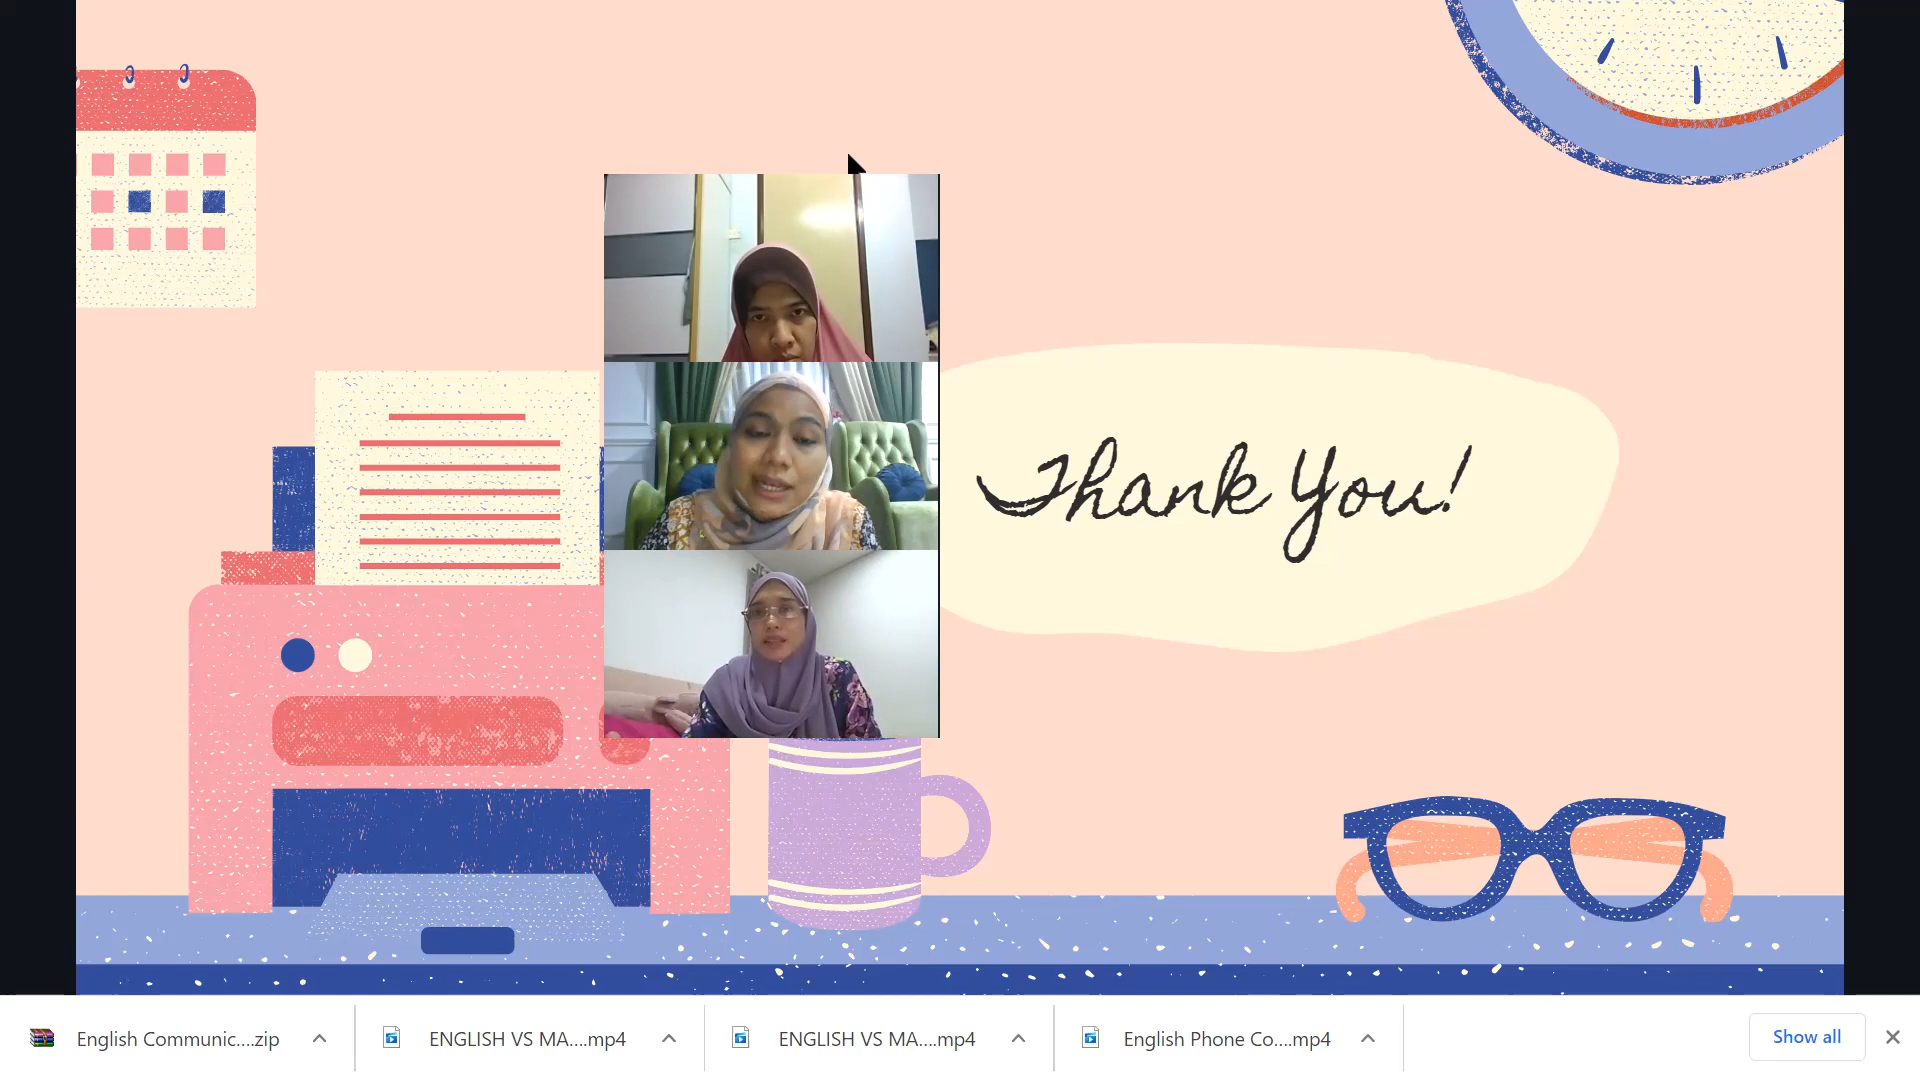 Thank You!
English Communic....zip
ENGLISH VS MA....mp4
ENGLISH VS MA....mp4
English Phone Co....mp4
Show all